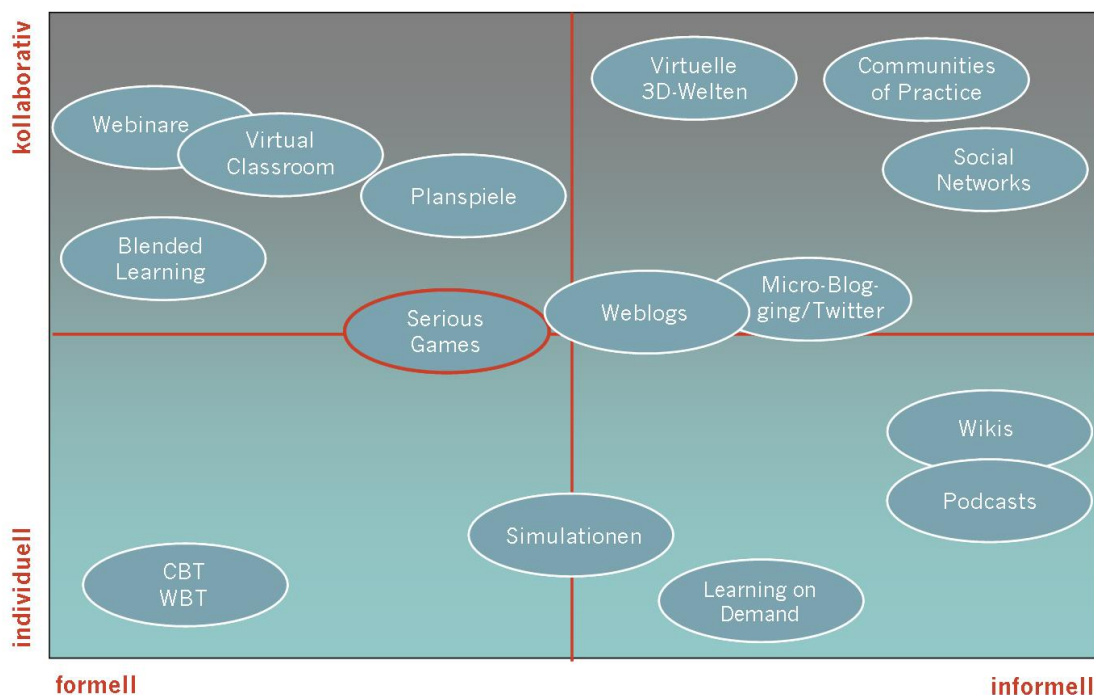 kollaborativ
Virtuelle
3D-Welten
Communities
of Practice
Webinare
Virtual
Classroom
Social
Networks
Planspiele
Blended
Learning
Serious
Games
Weblogs
Micro-Blog-
ging/Twitter
Wikis
Podcasts
Simulationen
individuell
CBT
WBT
Learning on
Demand
formell
informell